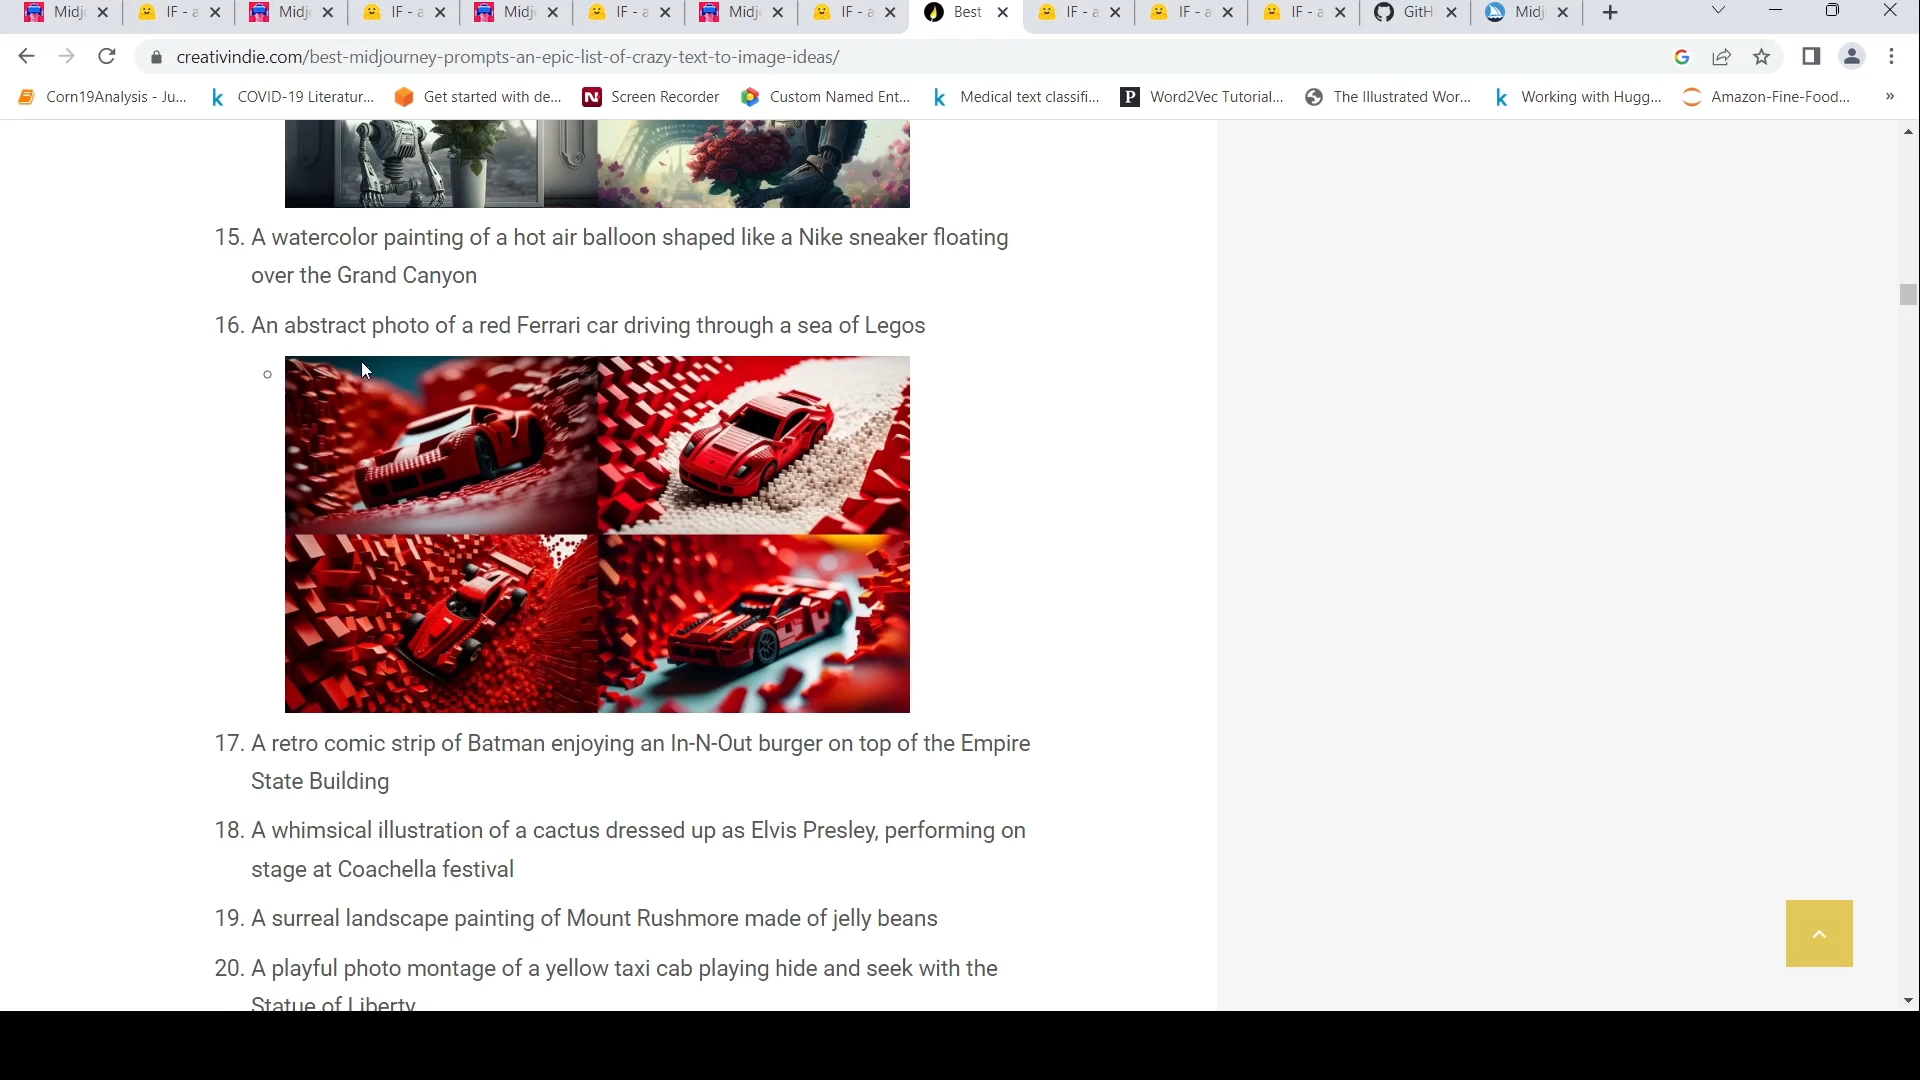 Midj IF - a Midj IF - a Midj IF - a Midj IF - a Best IF - a IF - a IF - a GitH Midj
creativindie.com/best-midjourney-prompts-an-epic-list-of-crazy-text-to-image-ideas/
Corn19Analysis - Ju... COVID-19 Literatur... Get started with de... Screen Recorder Custom Named Ent... Medical text classifi... Word2Vec Tutorial... The Illustrated Wor... Working with Hugg... Amazon-Fine-Food... »
15. A watercolor painting of a hot air balloon shaped like a Nike sneaker floating
over the Grand Canyon
16. An abstract photo of a red Ferrari car driving through a sea of Legos
17. A retro comic strip of Batman enjoying an In-N-Out burger on top of the Empire
State Building
18. A whimsical illustration of a cactus dressed up as Elvis Presley, performing on
stage at Coachella festival
19. A surreal landscape painting of Mount Rushmore made of jelly beans
20. A playful photo montage of a yellow taxi cab playing hide and seek with the
Statue of Liberty